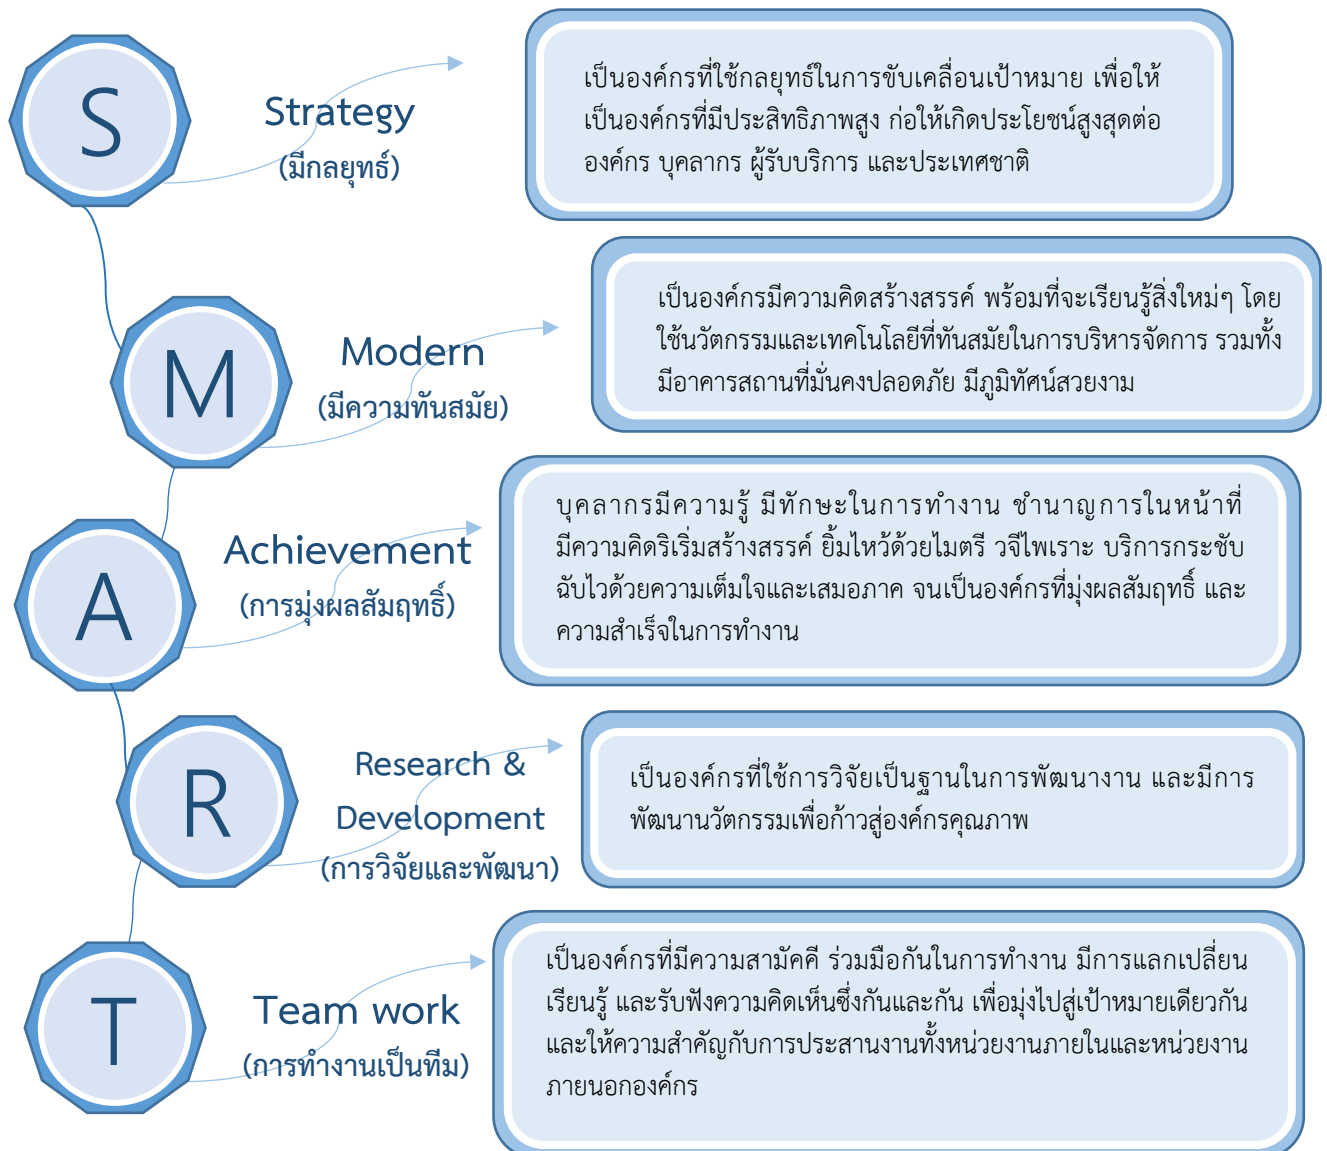 S
Strategy
(มีกลยุทธ์)
เป็นองค์กรที่ใช้กลยุทธ์ในการขับเคลื่อนเป้าหมาย เพื่อให้
เป็นองค์กรที่มีประสิทธิภาพสูง ก่อให้เกิดประโยชน์สูงสุดต่อ
องค์กร บุคลากร ผู้รับบริการ และประเทศชาติ
M
Modern
(มีความทันสมัย)
เป็นองค์กรมีความคิดสร้างสรรค์ พร้อมที่จะเรียนรู้สิ่งใหม่ๆ โดย
ใช้นวัตกรรมและเทคโนโลยีที่ทันสมัยในการบริหารจัดการ รวมทั้ง
มีอาคารสถานที่มั่นคงปลอดภัย มีภูมิทัศน์สวยงาม
A
Achievement
(การมุ่งผลสัมฤทธิ์)
บุคลากรมีความรู้ มีทักษะในการทำงาน ชำนาญการในหน้าที่
มีความคิดริเริ่มสร้างสรรค์ ยิ้มไหว้ด้วยไมตรี วจีไพเราะ บริการกระชับ
ฉับไวด้วยความเต็มใจและเสมอภาค จนเป็นองค์กรที่มุ่งผลสัมฤทธิ์ และ
ความสำเร็จในการทำงาน
R
Research &
Development
(การวิจัยและพัฒนา)
เป็นองค์กรที่ใช้การวิจัยเป็นฐานในการพัฒนางาน และมีการ
พัฒนานวัตกรรมเพื่อก้าวสู่องค์กรคุณภาพ
T
Team work
(การทำงานเป็นทีม)
เป็นองค์กรที่มีความสามัคคี ร่วมมือกันในการทำงาน มีการแลกเปลี่ยน
เรียนรู้ และรับฟังความคิดเห็นซึ่งกันและกัน เพื่อมุ่งไปสู่เป้าหมายเดียวกัน
และให้ความสำคัญกับการประสานงานทั้งหน่วยงานภายในและหน่วยงาน
ภายนอกองค์กร